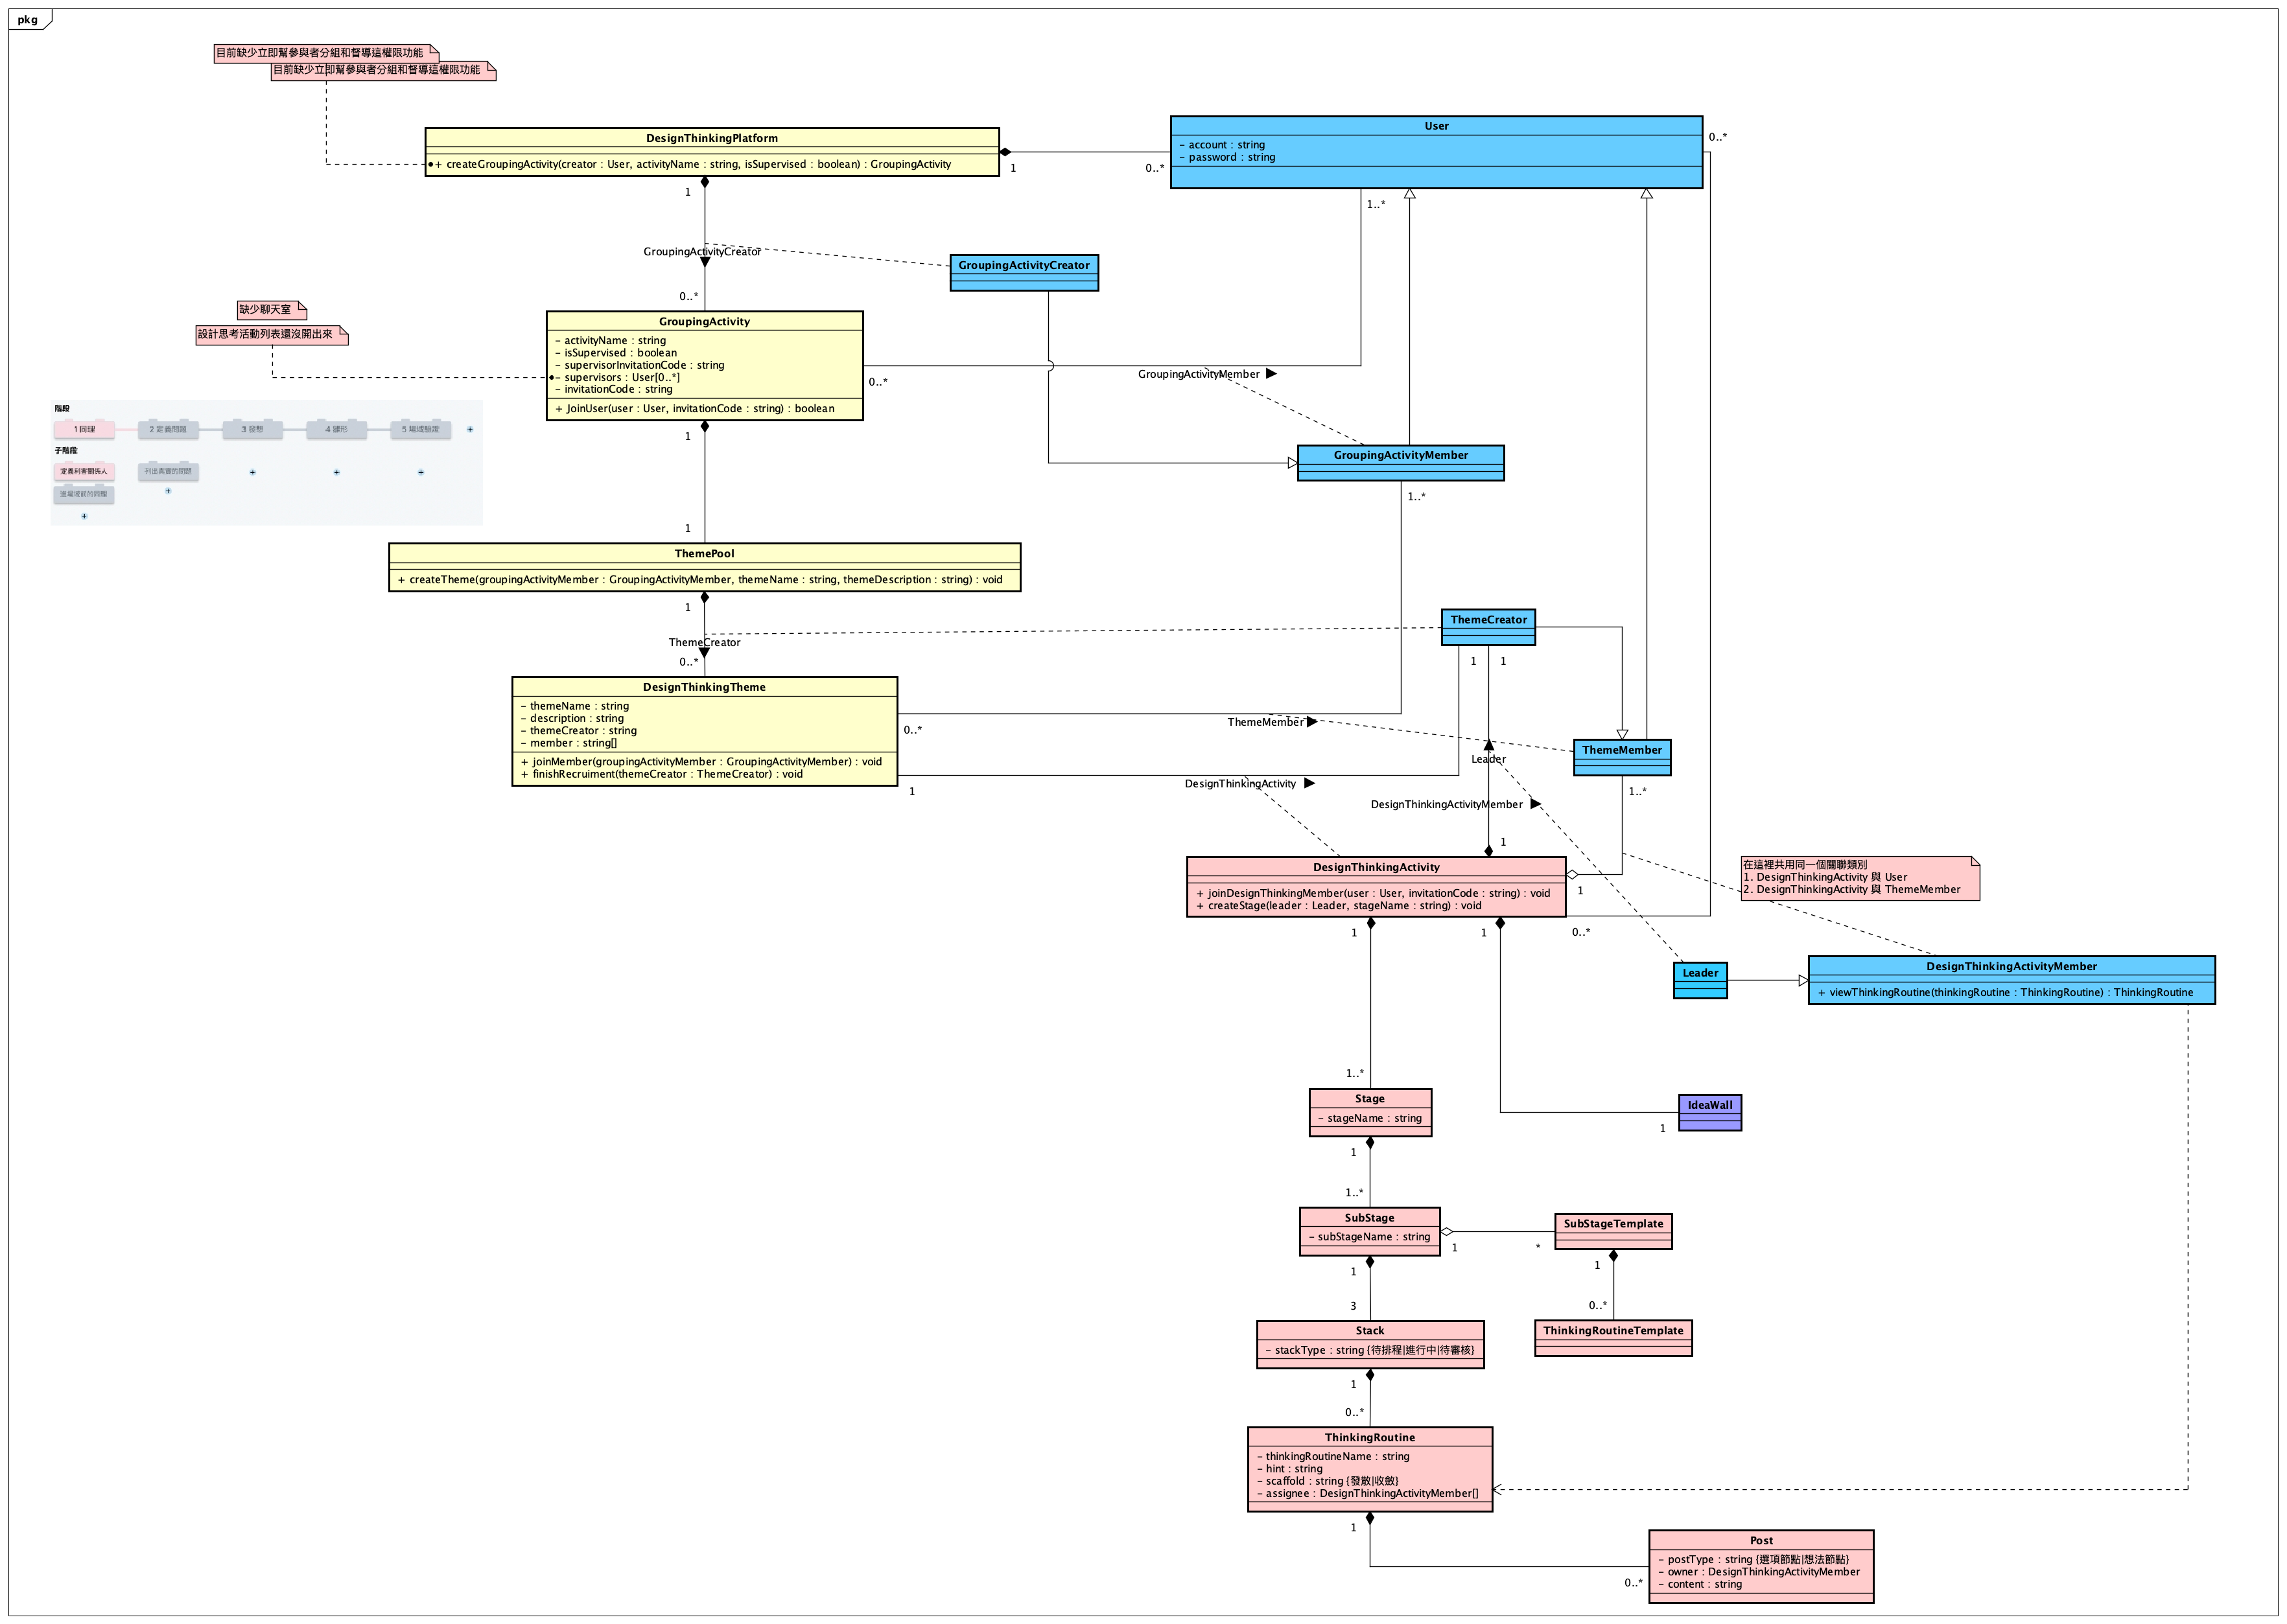 pkg
目前缺少立即幫參與者分組和督導這權限功能
目前缺少立即幫參與者分組和督導這權限功能
DesignThinkingPlatform
+ createGroupingActivity(creator : User, activityName : string, isSupervised : boolean) : GroupingActivity
1
0..*
User
- account : string
- password : string
0..*
1
1..*
GroupingActivityCreator
GroupingActivityCreator
0..*
缺少聊天室
設計思考活動列表還沒開出來
GroupingActivity
- activityName : string
- isSupervised : boolean
- supervisorInvitationCode : string
- supervisors : User[0..*]
- invitationCode : string
+ JoinUser(user : User, invitationCode : string) : boolean
0..*
GroupingActivityMember
階段
1 同理
2 定義問題
3 發想
4 雛形
5 場域驗證
子階段
定義利害關係人
列出真實的問題
GroupingActivityMember
1..*
1
1
ThemePool
+ createTheme(groupingActivityMember : GroupingActivityMember, themeName : string, themeDescription : string) : void
1
ThemeCreator
0..*
ThemeCreator
1
1
DesignThinkingTheme
- themeName : string
- description : string
- themeCreator : string
- member : string[]
+ joinMember(groupingActivityMember : GroupingActivityMember) : void
+ finishRecruiment(themeCreator : ThemeCreator) : void
0..*
ThemeMember
ThemeMember
1
DesignThinkingActivity
Leader
1..*
DesignThinkingActivityMember
1
DesignThinkingActivity
+ joinDesignThinkingMember(user : User, invitationCode : string) : void
+ createStage(leader : Leader, stageName : string) : void
1
在這裡共用同一個關聯類別
1. DesignThinkingActivity 與 User
2. DesignThinkingActivity 與 ThemeMember
1
1
0..*
Leader
DesignThinkingActivityMember
+ viewThinkingRoutine(thinkingRoutine : ThinkingRoutine) : ThinkingRoutine
1..*
Stage
- stageName : string
IdeaWall
1
1
1..*
SubStage
- subStageName : string
1
*
SubStageTemplate
1
1
3
0..*
Stack
- stackType : string {待排程|進行中|待審核}
ThinkingRoutineTemplate
1
0..*
ThinkingRoutine
- thinkingRoutineName : string
- hint : string
- scaffold : string {發散|收斂}
- assignee : DesignThinkingActivityMember[]
1
0..*
Post
- postType : string {選項節點|想法節點}
- owner : DesignThinkingActivityMember
- content : string